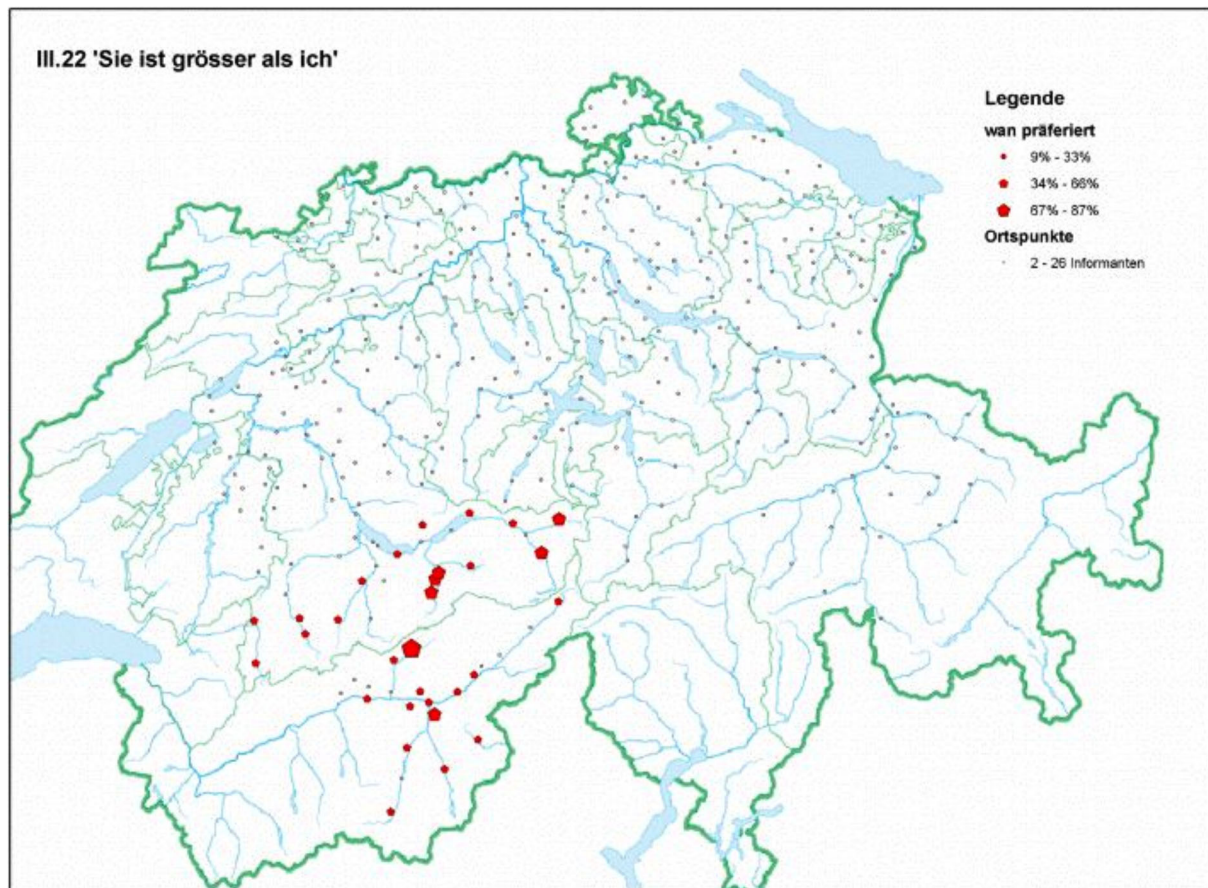 III.22 'Sie ist grösser als ich'
Legende
wan präferiert
9% - 33%
34% - 66%
67% - 87%
Ortspunkte
2 - 26 Informanten